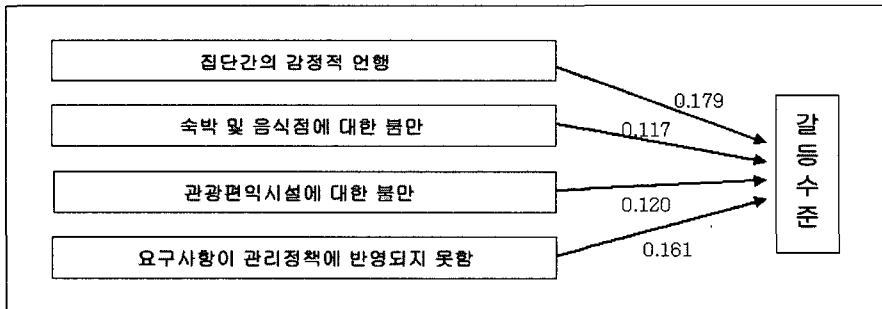 집단간의 감정적 언행
0.179
숙박 및 음식점에 대한 불만
0.117
갈등수준
관광편익시설에 대한 불만
0.120
요구사항이 관리정책에 반영되지 못함
0.161